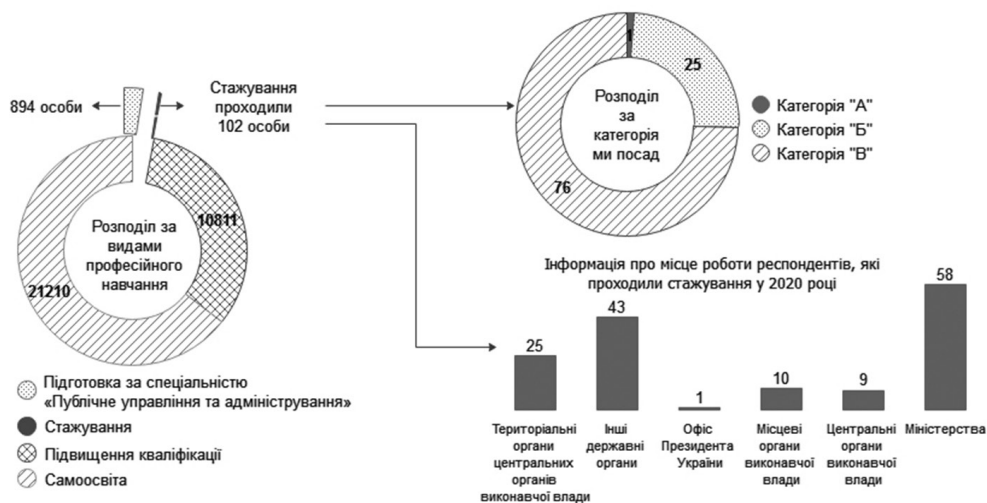 894 особи
Стажування
проходили
102 особи
10811
Розподіл за
видами
професійного
навчання
21210
Підготовка за спеціальністю
«Публічне управління та адміністрування»
Стажування
Підвищення кваліфікації
Самоосвіта
1
25
Розподіл
за
категорія
ми посад
76
Категорія "А"
Категорія "Б"
Категорія "В"
Інформація про місце роботи респондентів, які
проходили стажування у 2020 році
25
43
1
10
9
58
Територіальні
органи
центральних
органів
виконавчої влади
Інші
державні
органи
Офіс
Президента
України
Місцеві
органи
виконавчої
влади
Центральні
органи
виконавчої
влади
Міністерства